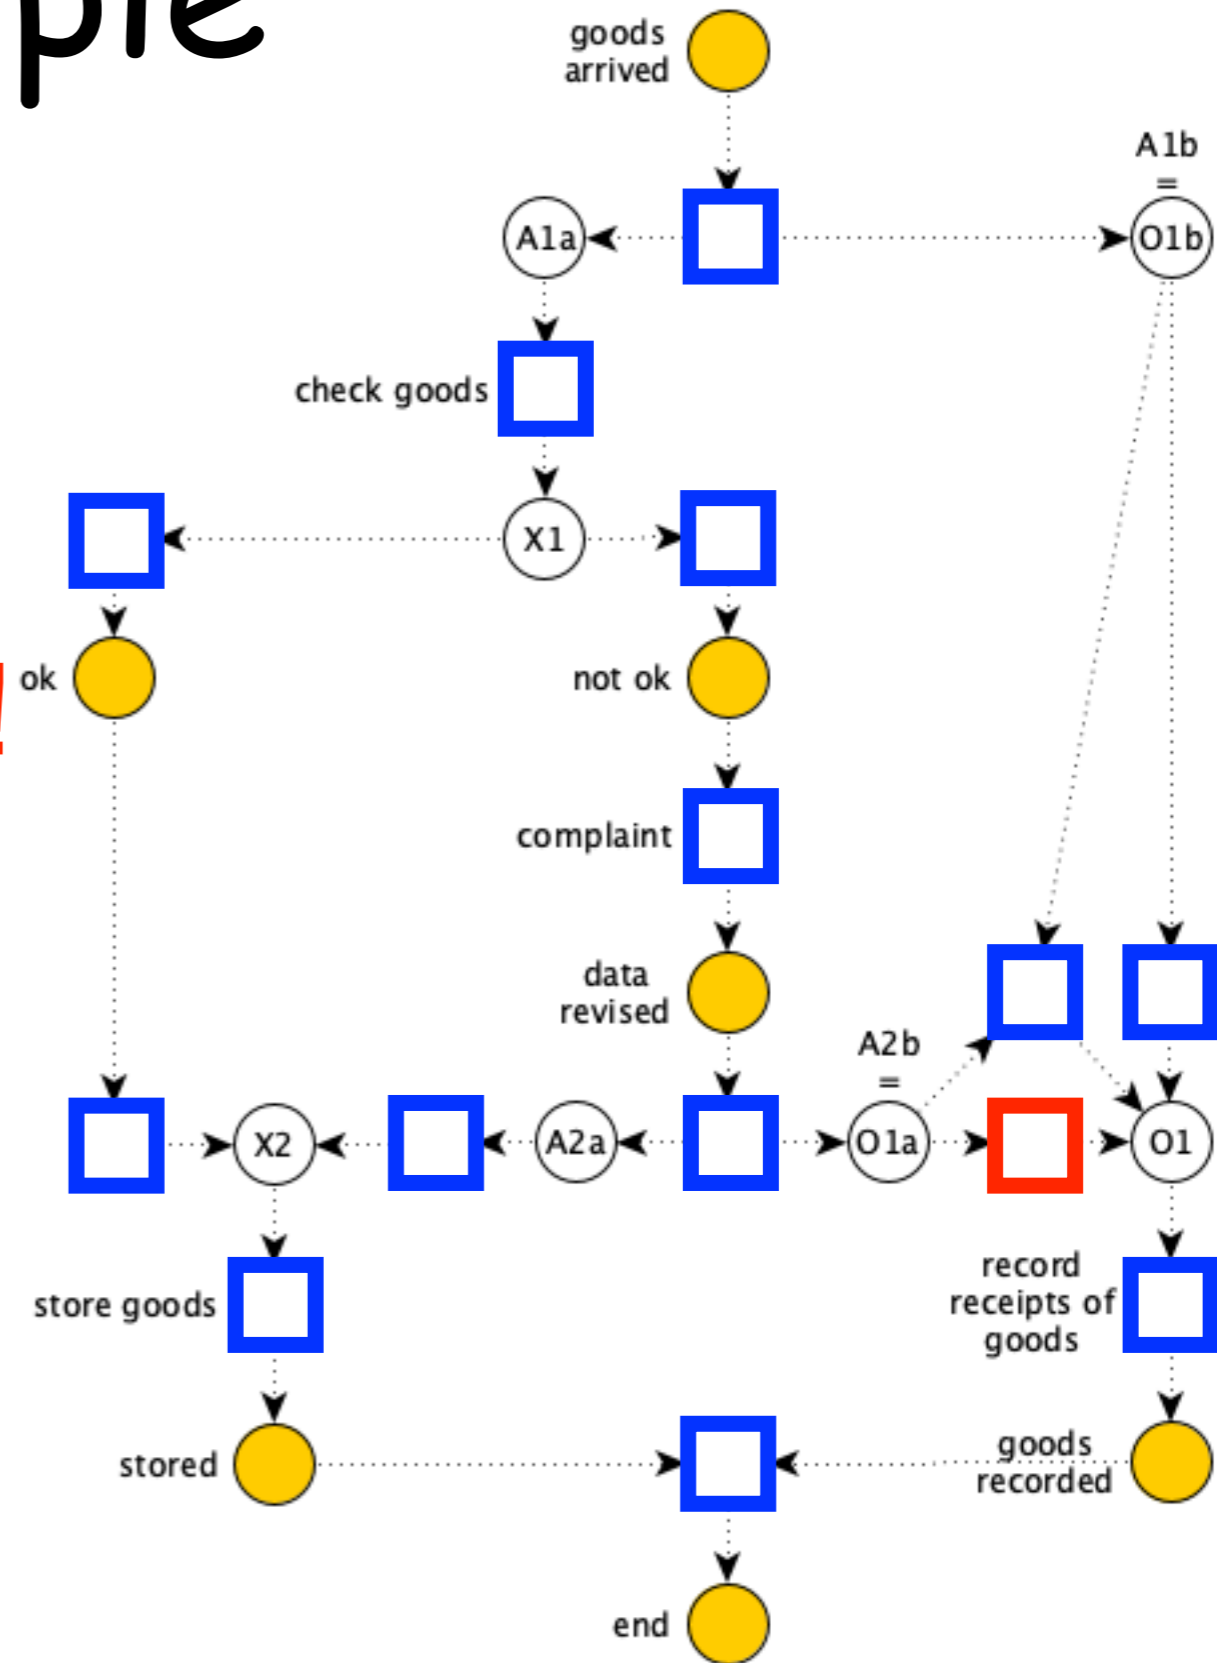 ple
goods
arrived
A1b
=
A1a
O1b
check goods
X1
! ok
not ok
complaint
data
revised
A2b
=
X2
A2a
O1a
O1
store goods
record
receipts of
goods
stored
goods
recorded
end